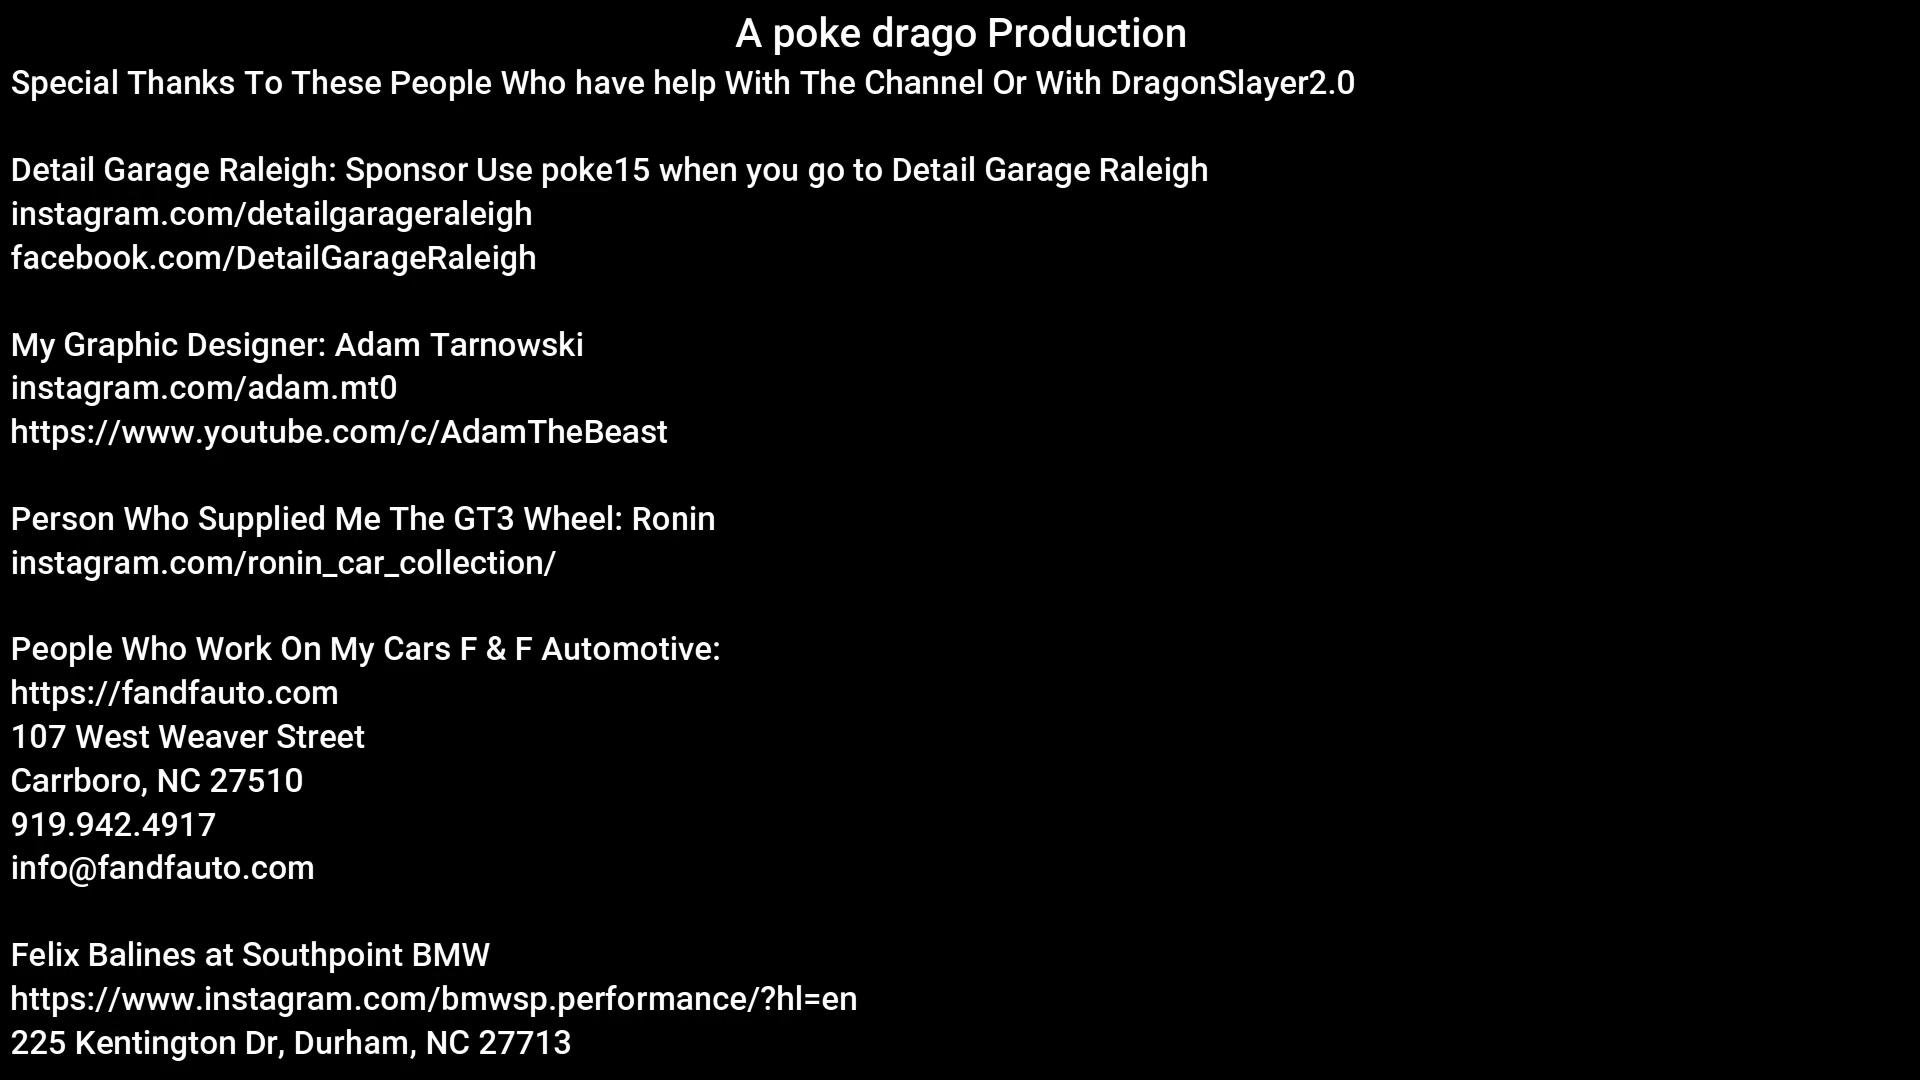 A poke drago Production
Special Thanks To These People Who have help With The Channel Or With DragonSlayer2.0
Detail Garage Raleigh: Sponsor Use poke15 when you go to Detail Garage Raleigh
instagram.com/detailgarageraleigh
facebook.com/DetailGarageRaleigh
My Graphic Designer: Adam Tarnowski
instagram.com/adam.mt0
https://www.youtube.com/c/AdamTheBeast
Person Who Supplied Me The GT3 Wheel: Ronin
instagram.com/ronin_car_collection/
People Who Work On My Cars F & F Automotive:
https://fandfauto.com
107 West Weaver Street
Carrboro, NC 27510
919.942.4917
info@fandfauto.com
Felix Balines at Southpoint BMW
https://www.instagram.com/bmwsp.performance/?hl=en
225 Kentington Dr, Durham, NC 27713